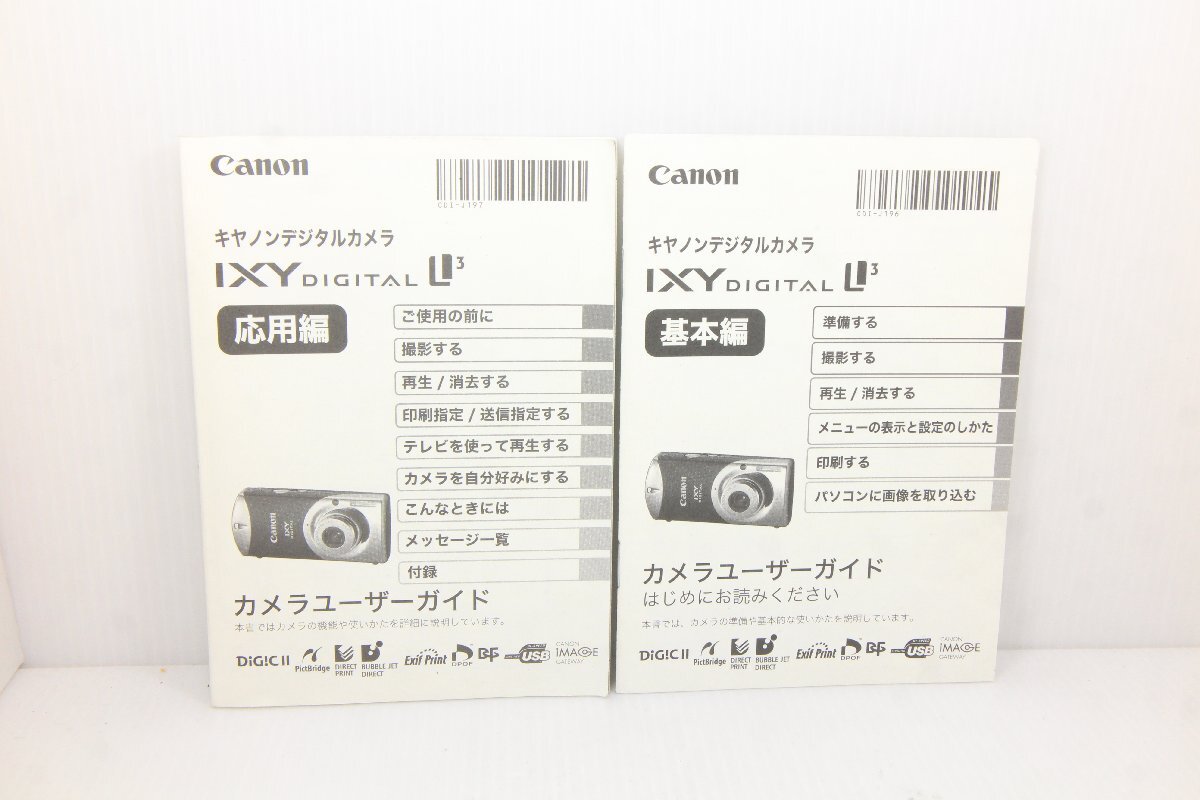 Canon
CDI-J197
キヤノンデジタルカメラ
IXY DIGITAL L3
応用編
ご使用の前に
撮影する
再生 / 消去する
印刷指定 / 送信指定する
テレビを使って再生する
カメラを自分好みにする
こんなときには
メッセージ一覧
付録
Canon
IXY
DIGITAL
カメラユーザーガイド
本書ではカメラの機能や使いかたを詳細に説明しています。
DiG!C II
PictBridge
DIRECT PRINT
BUBBLE JET DIRECT
Exif Print
DPOF
USB
CANON iMAGE GATEWAY
Canon
CDI-J196
キヤノンデジタルカメラ
IXY DIGITAL L3
基本編
準備する
撮影する
再生 / 消去する
メニューの表示と設定のしかた
印刷する
パソコンに画像を取り込む
Canon
IXY
DIGITAL
カメラユーザーガイド
はじめにお読みください
本書では、カメラの準備や基本的な使いかたを説明しています。
DiG!C II
PictBridge
DIRECT PRINT
BUBBLE JET DIRECT
Exif Print
DPOF
USB
CANON iMAGE GATEWAY